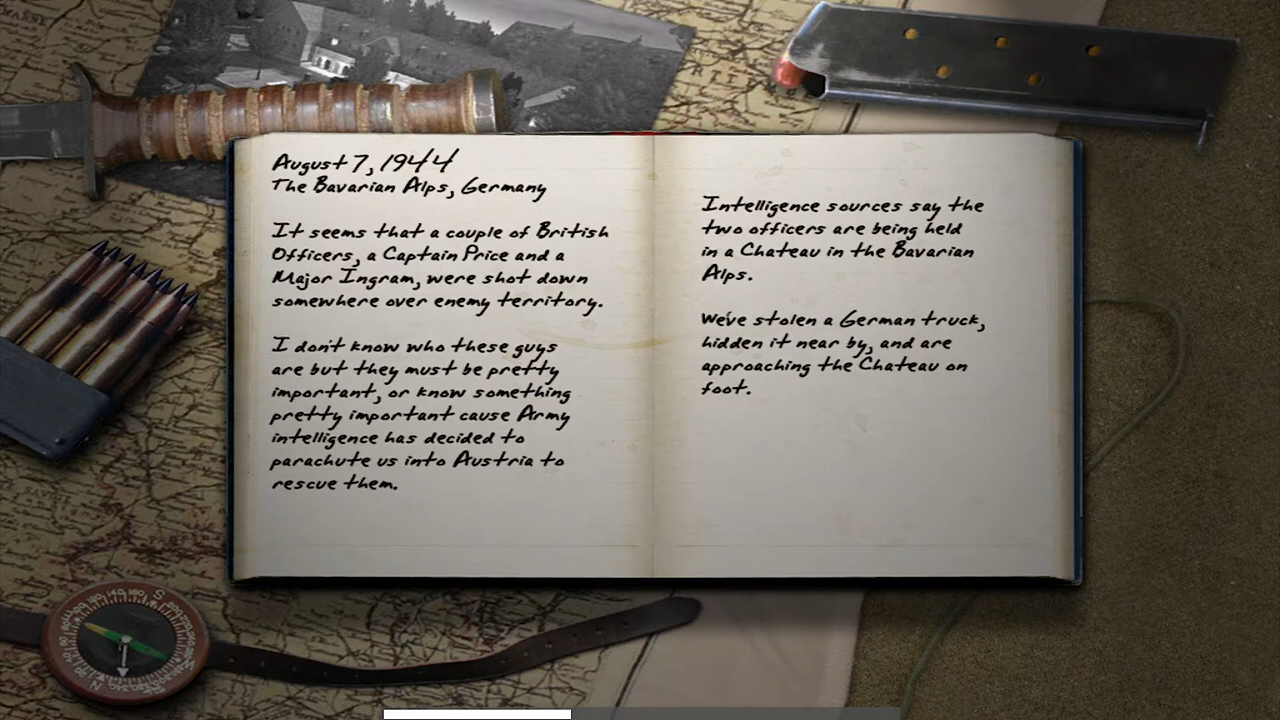 August 7, 1944
The Bavarian Alps, Germany
It seems that a couple of British
Officers, a Captain Price and a
Major Ingram, were shot down
somewhere over enemy territory.
I don't know who these guys
are but they must be pretty
important, or know something
pretty important cause Army
intelligence has decided to
parachute us into Austria to
rescue them.
Intelligence sources say the
two officers are being held
in a Chateau in the Bavarian
Alps.
We've stolen a German truck,
hidden it near by, and are
approaching the Chateau on
foot.